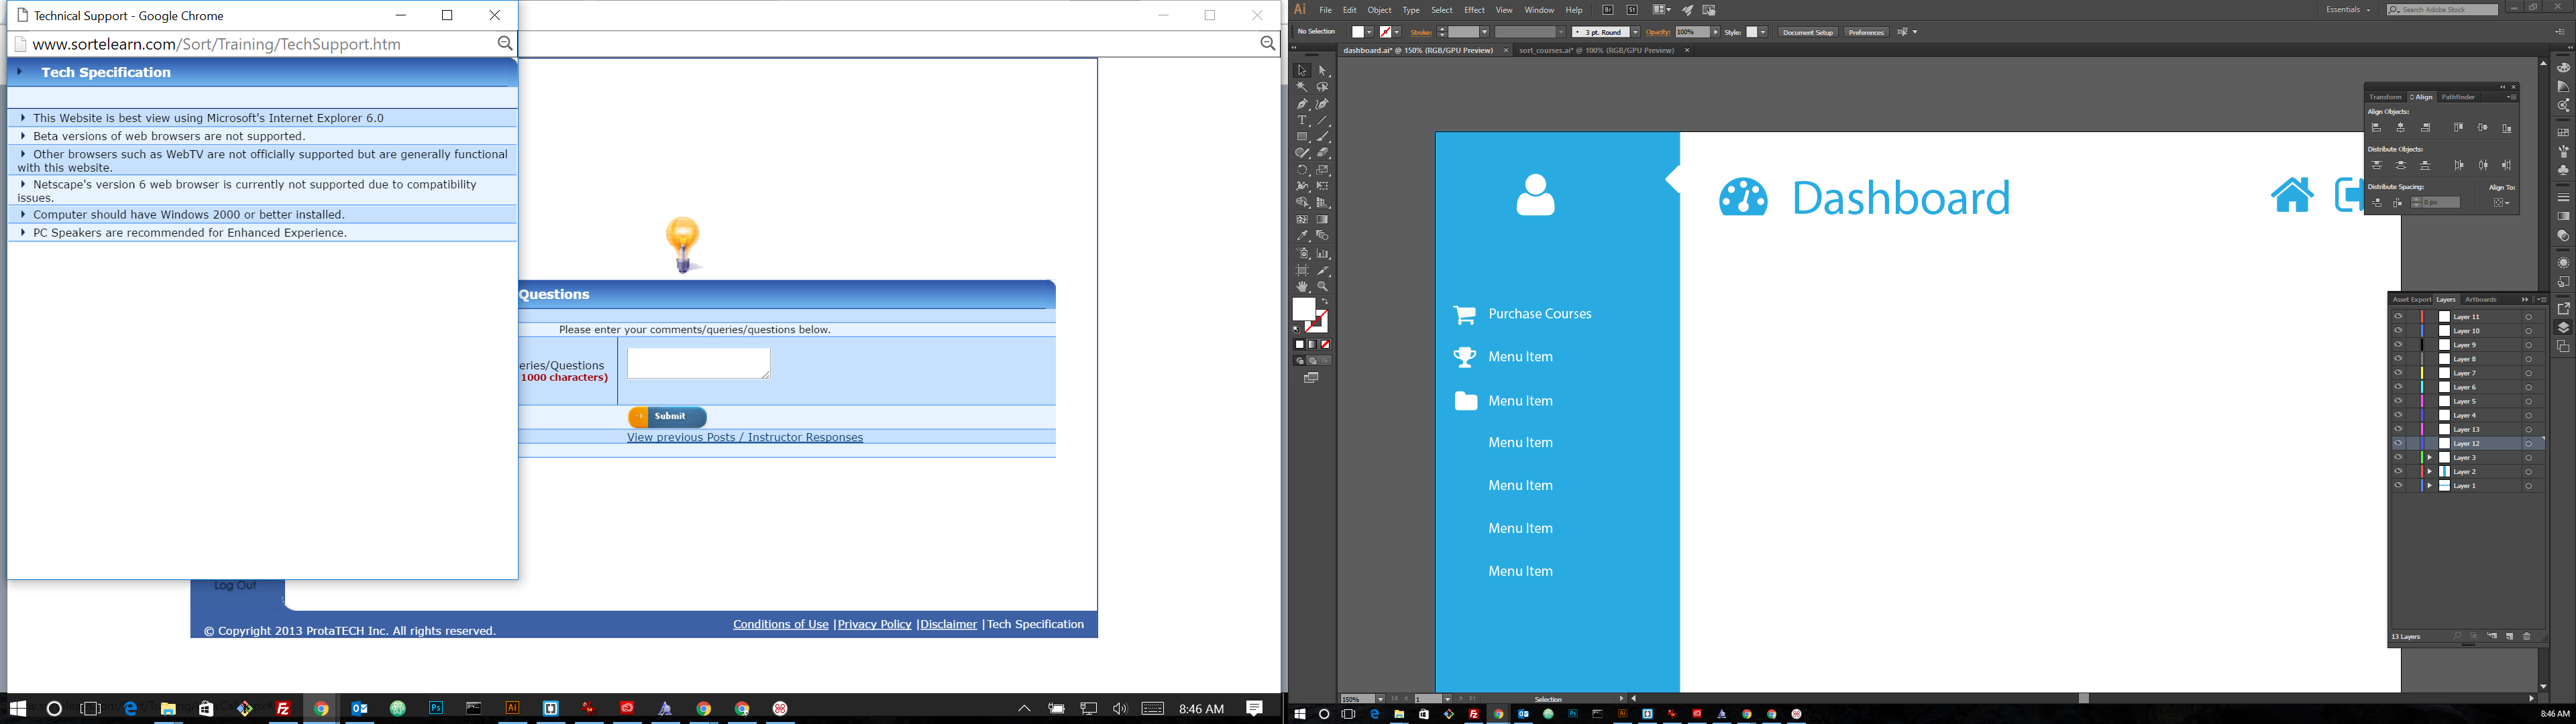 Technical Support - Google Chrome
www.sortelearn.com/Sort/Training/TechSupport.htm
Tech Specification
This Website is best view using Microsoft's Internet Explorer 6.0
Beta versions of web browsers are not supported.
Other browsers such as WebTV are not officially supported but are generally functional
with this website.
Netscape's version 6 web browser is currently not supported due to compatibility
issues.
Computer should have Windows 2000 or better installed.
PC Speakers are recommended for Enhanced Experience.
Questions
Please enter your comments/queries/questions below.
eries/Questions
1000 characters)
Submit
View previous Posts / Instructor Responses
Log Out
© Copyright 2013 ProtaTECH Inc. All rights reserved.
Conditions of Use |Privacy Policy |Disclaimer |Tech Specification
8:46 AM
Ai File Edit Object Type Select Effect View Window Help Br St Essentials Search Adobe Stock
No Selection Stroke: 3 pt. Round Opacity: 100% Style: Document Setup Preferences
dashboard.ai* @ 150% (RGB/GPU Preview) × sort_courses.ai* @ 100% (RGB/GPU Preview) ×
Transform Align Pathfinder
Align Objects:
Distribute Objects:
Distribute Spacing: Align To:
0 px
Dashboard
Purchase Courses
Menu Item
Menu Item
Menu Item
Menu Item
Menu Item
Menu Item
Asset Export Layers Artboards
Layer 11
Layer 10
Layer 9
Layer 8
Layer 7
Layer 6
Layer 5
Layer 4
Layer 13
Layer 12
Layer 3
Layer 2
Layer 1
13 Layers
150% 1 Selection
8:46 AM